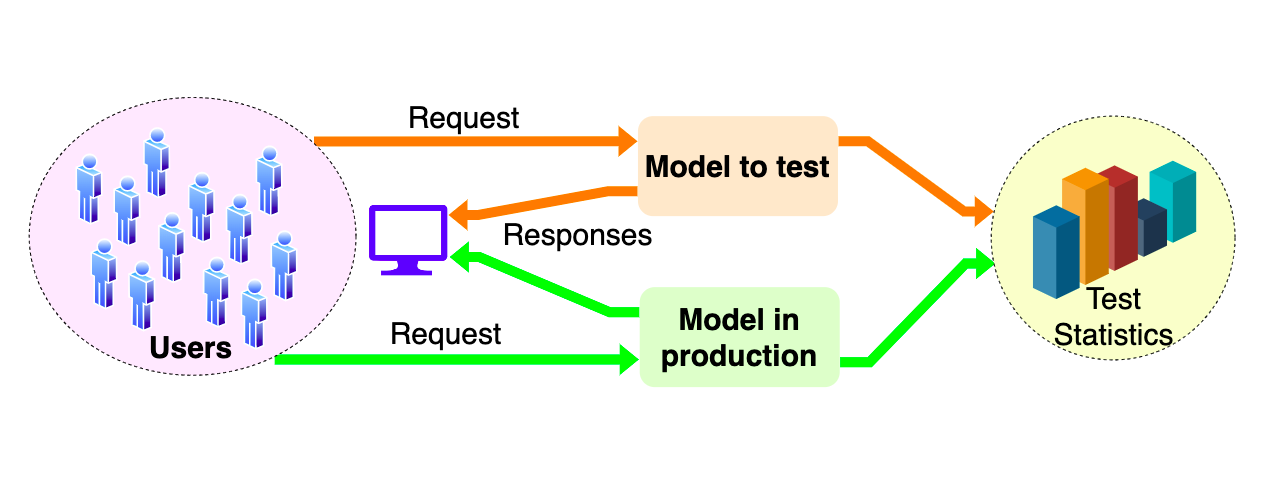 Request
Model to test
Responses
Users
Request
Model in
production
Test
Statistics